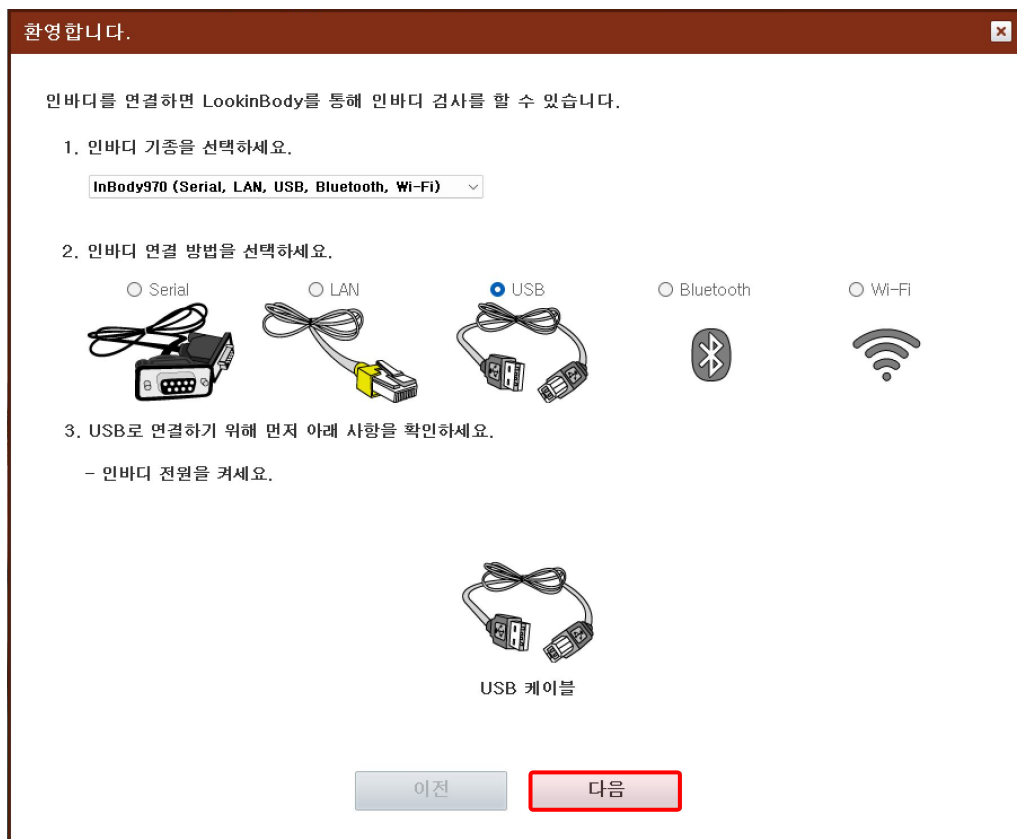 환영합니다.
인바디를 연결하면 LookinBody를 통해 인바디 검사를 할 수 있습니다.
1. 인바디 기종을 선택하세요.
InBody970 (Serial, LAN, USB, Bluetooth, Wi-Fi)
2. 인바디 연결 방법을 선택하세요.
Serial LAN USB Bluetooth Wi-Fi
3. USB로 연결하기 위해 먼저 아래 사항을 확인하세요.
- 인바디 전원을 켜세요.
USB 케이블
이전 다음